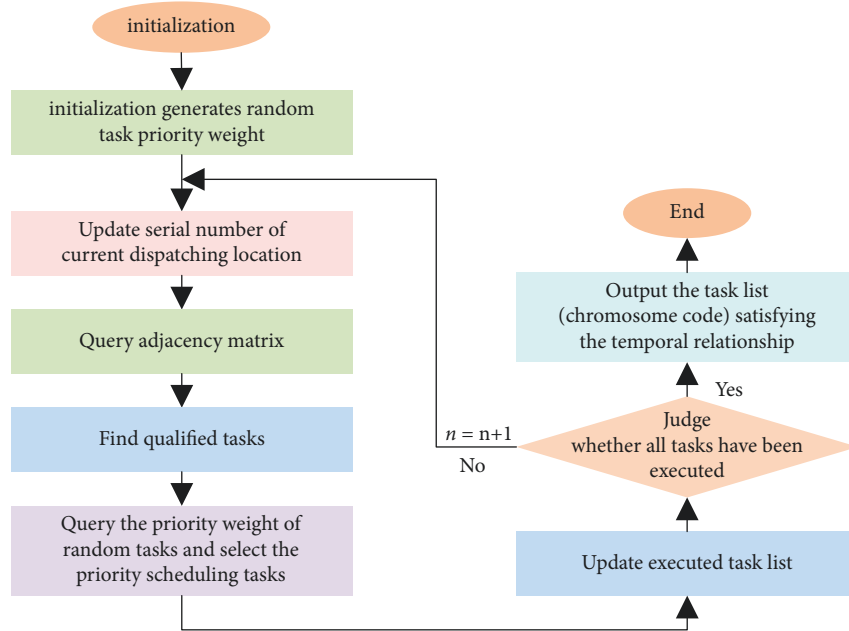 initialization
initialization generates random
task priority weight
Update serial number of
current dispatching location
Query adjacency matrix
Find qualified tasks
Query the priority weight of
random tasks and select the
priority scheduling tasks
Update executed task list
Judge
whether all tasks have been
executed
n = n+1
No
Yes
Output the task list
(chromosome code) satisfying
the temporal relationship
End